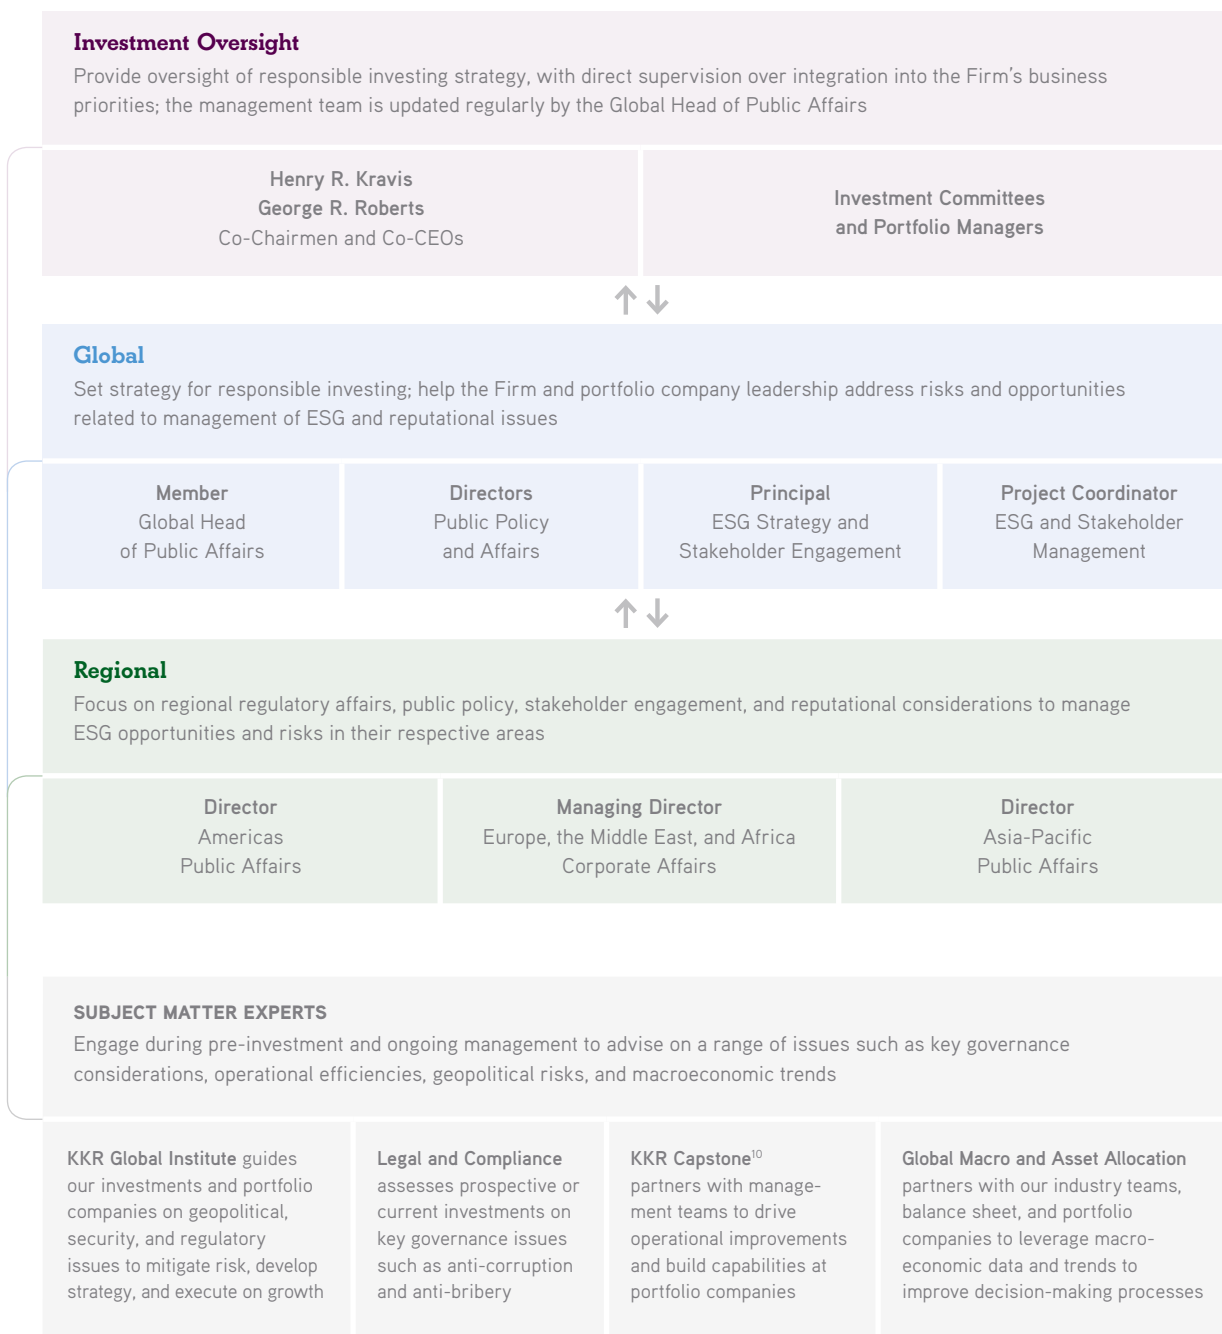 Investment Oversight
Provide oversight of responsible investing strategy, with direct supervision over integration into the Firm's business
priorities; the management team is updated regularly by the Global Head of Public Affairs
Henry R. Kravis
George R. Roberts
Co-Chairmen and Co-CEOs
Investment Committees
and Portfolio Managers
Global
Set strategy for responsible investing; help the Firm and portfolio company leadership address risks and opportunities
related to management of ESG and reputational issues
Member
Global Head
of Public Affairs
Directors
Public Policy
and Affairs
Principal
ESG Strategy and
Stakeholder Engagement
Project Coordinator
ESG and Stakeholder
Management
Regional
Focus on regional regulatory affairs, public policy, stakeholder engagement, and reputational considerations to manage
ESG opportunities and risks in their respective areas
Director
Americas
Public Affairs
Managing Director
Europe, the Middle East, and Africa
Corporate Affairs
Director
Asia-Pacific
Public Affairs
SUBJECT MATTER EXPERTS
Engage during pre-investment and ongoing management to advise on a range of issues such as key governance
considerations, operational efficiencies, geopolitical risks, and macroeconomic trends
KKR Global Institute guides
our investments and portfolio
companies on geopolitical,
security, and regulatory
issues to mitigate risk, develop
strategy, and execute on growth
Legal and Compliance
assesses prospective or
current investments on
key governance issues
such as anti-corruption
and anti-bribery
KKR Capstone¹⁰
partners with manage-
ment teams to drive
operational improvements
and build capabilities at
portfolio companies
Global Macro and Asset Allocation
partners with our industry teams,
balance sheet, and portfolio
companies to leverage macro-
economic data and trends to
improve decision-making processes